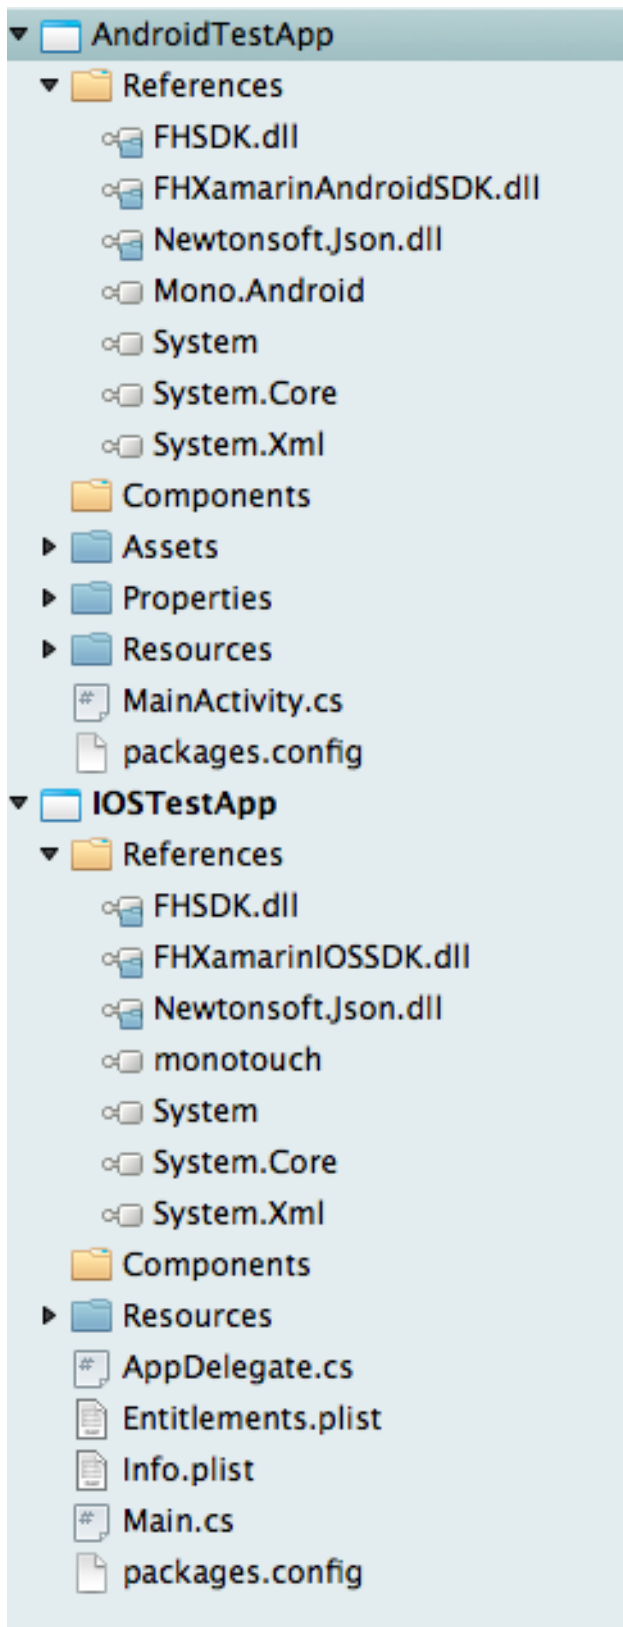 AndroidTestApp
References
FHSDK.dll
FHXamarinAndroidSDK.dll
Newtonsoft.Json.dll
Mono.Android
System
System.Core
System.Xml
Components
Assets
Properties
Resources
MainActivity.cs
packages.config
IOSTestApp
References
FHSDK.dll
FHXamarinIOSSDK.dll
Newtonsoft.Json.dll
monotouch
System
System.Core
System.Xml
Components
Resources
AppDelegate.cs
Entitlements.plist
Info.plist
Main.cs
packages.config